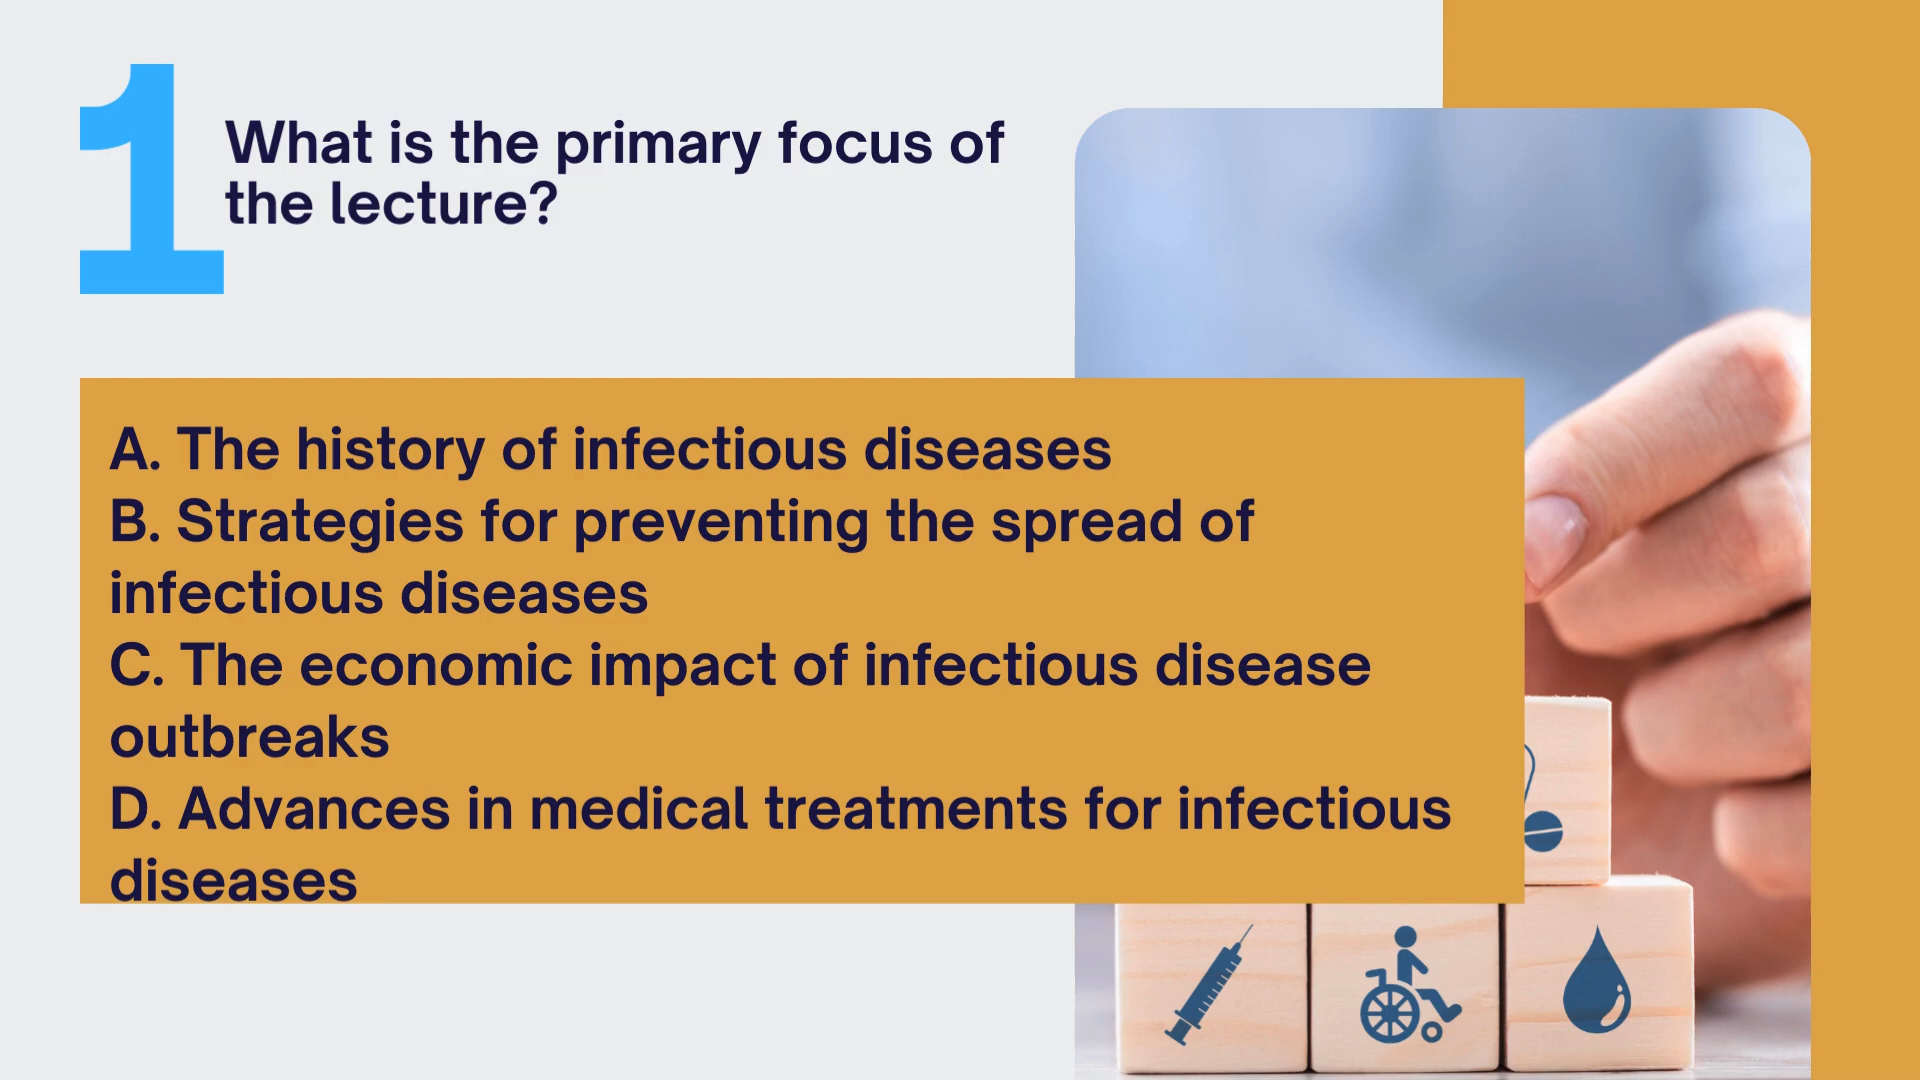 1
What is the primary focus of
the lecture?
A. The history of infectious diseases
B. Strategies for preventing the spread of
infectious diseases
C. The economic impact of infectious disease
outbreaks
D. Advances in medical treatments for infectious
diseases